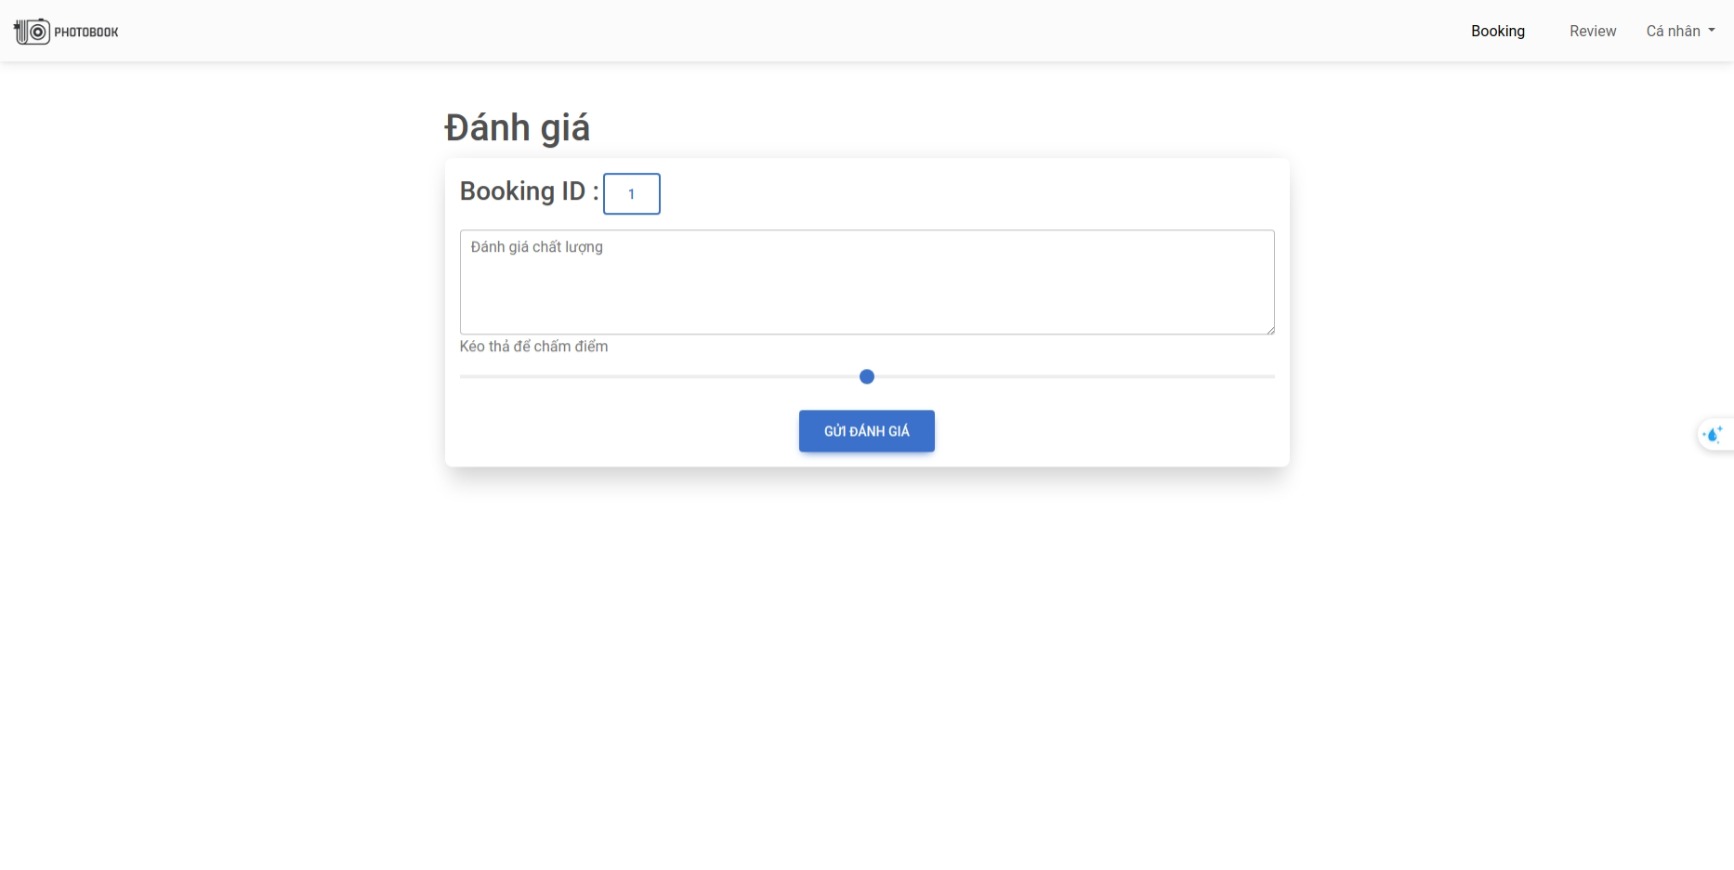 PHOTOBOOK
Booking Review Cá nhân
Đánh giá
Booking ID : 1
Đánh giá chất lượng
Kéo thả để chấm điểm
GỬI ĐÁNH GIÁ